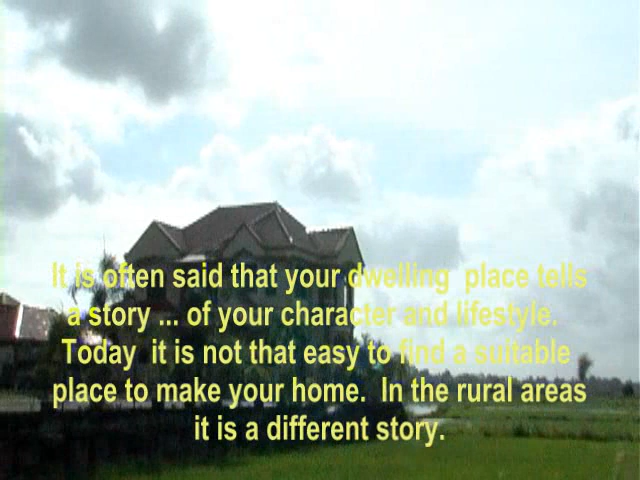 It is often said that your dwelling  place tells
a story ... of your character and lifestyle.
Today  it is not that easy to find a suitable
place to make your home.  In the rural areas
it is a different story.